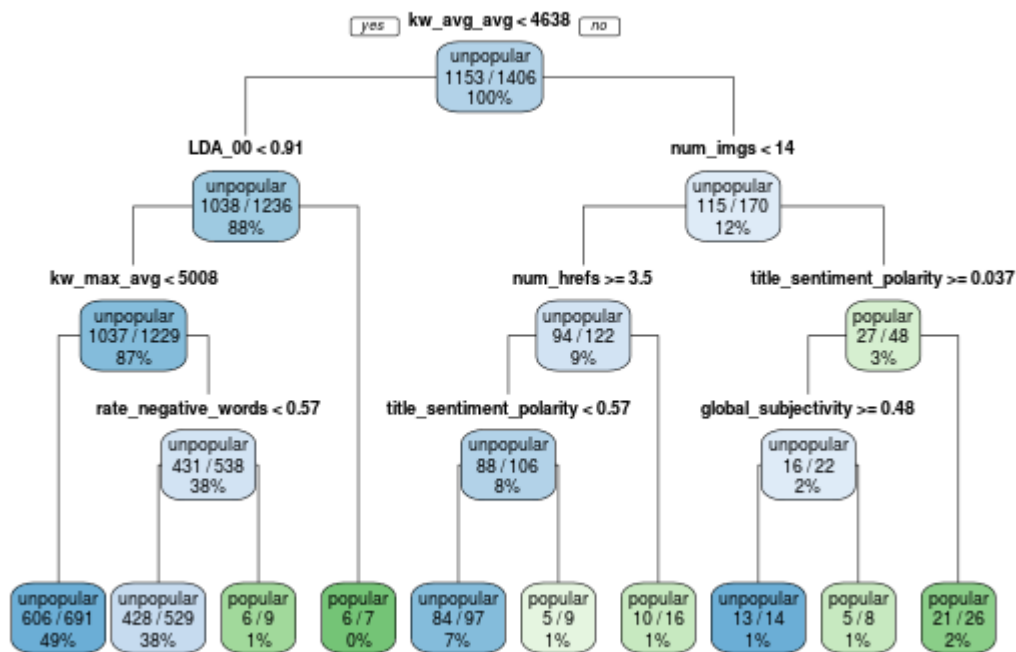 yes kw_avg_avg < 4638 no
unpopular
1153 / 1406
100%
LDA_00 < 0.91
num_imgs < 14
unpopular
1038 / 1236
88%
unpopular
115 / 170
12%
kw_max_avg < 5008
num_hrefs >= 3.5
title_sentiment_polarity >= 0.037
unpopular
1037 / 1229
87%
unpopular
94 / 122
9%
popular
27 / 48
3%
rate_negative_words < 0.57
title_sentiment_polarity < 0.57
global_subjectivity >= 0.48
unpopular
431 / 538
38%
unpopular
88 / 106
8%
unpopular
16 / 22
2%
unpopular
606 / 691
49%
unpopular
428 / 529
38%
popular
6 / 9
1%
popular
6 / 7
0%
unpopular
84 / 97
7%
popular
5 / 9
1%
popular
10 / 16
1%
unpopular
13 / 14
1%
popular
5 / 8
1%
popular
21 / 26
2%